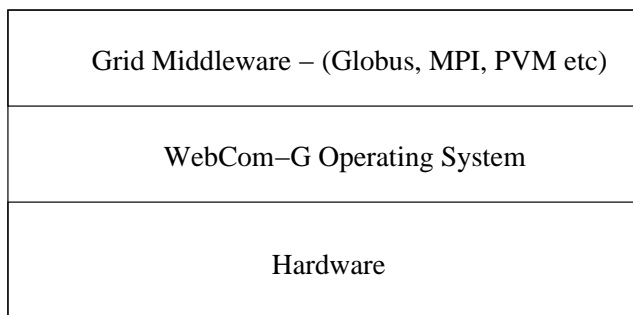 Grid Middleware – (Globus, MPI, PVM etc)
WebCom–G Operating System
Hardware